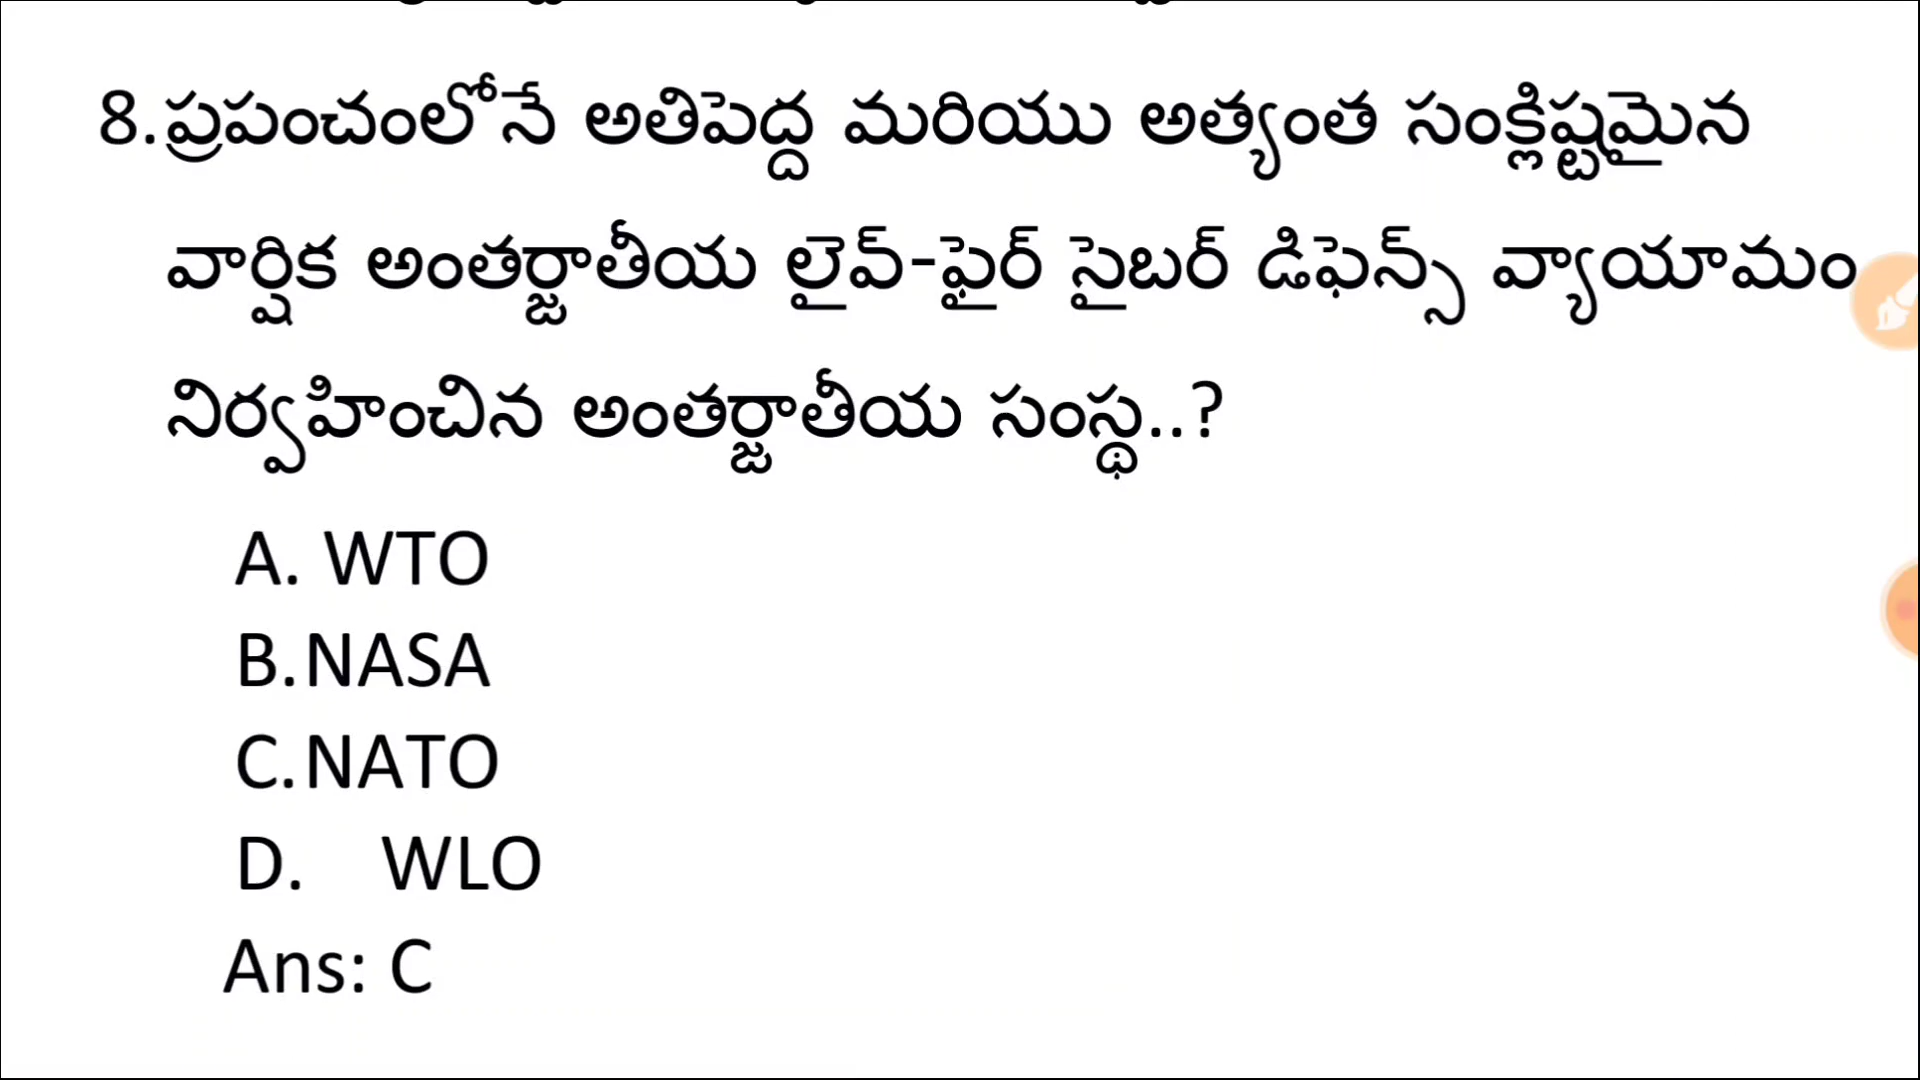 8.ప్రపంచంలోనే అతిపెద్ద మరియు అత్యంత సంక్లిష్టమైన
వార్షిక అంతర్జాతీయ లైవ్-ఫైర్ సైబర్ డిఫెన్స్ వ్యాయామం
నిర్వహించిన అంతర్జాతీయ సంస్థ..?
A. WTO
B.NASA
C.NATO
D. WLO
Ans: C